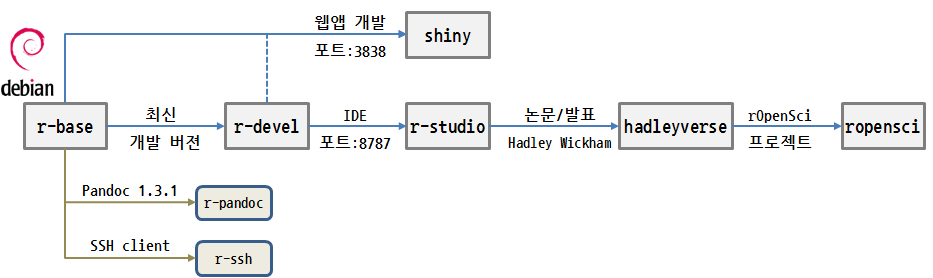 웹앱 개발
포트:3838
shiny
debian
r-base
최신
개발 버젼
r-devel
IDE
포트:8787
r-studio
논문/발표
Hadley Wickham
hadleyverse
rOpenSci
프로젝트
ropensci
Pandoc 1.3.1
r-pandoc
SSH client
r-ssh